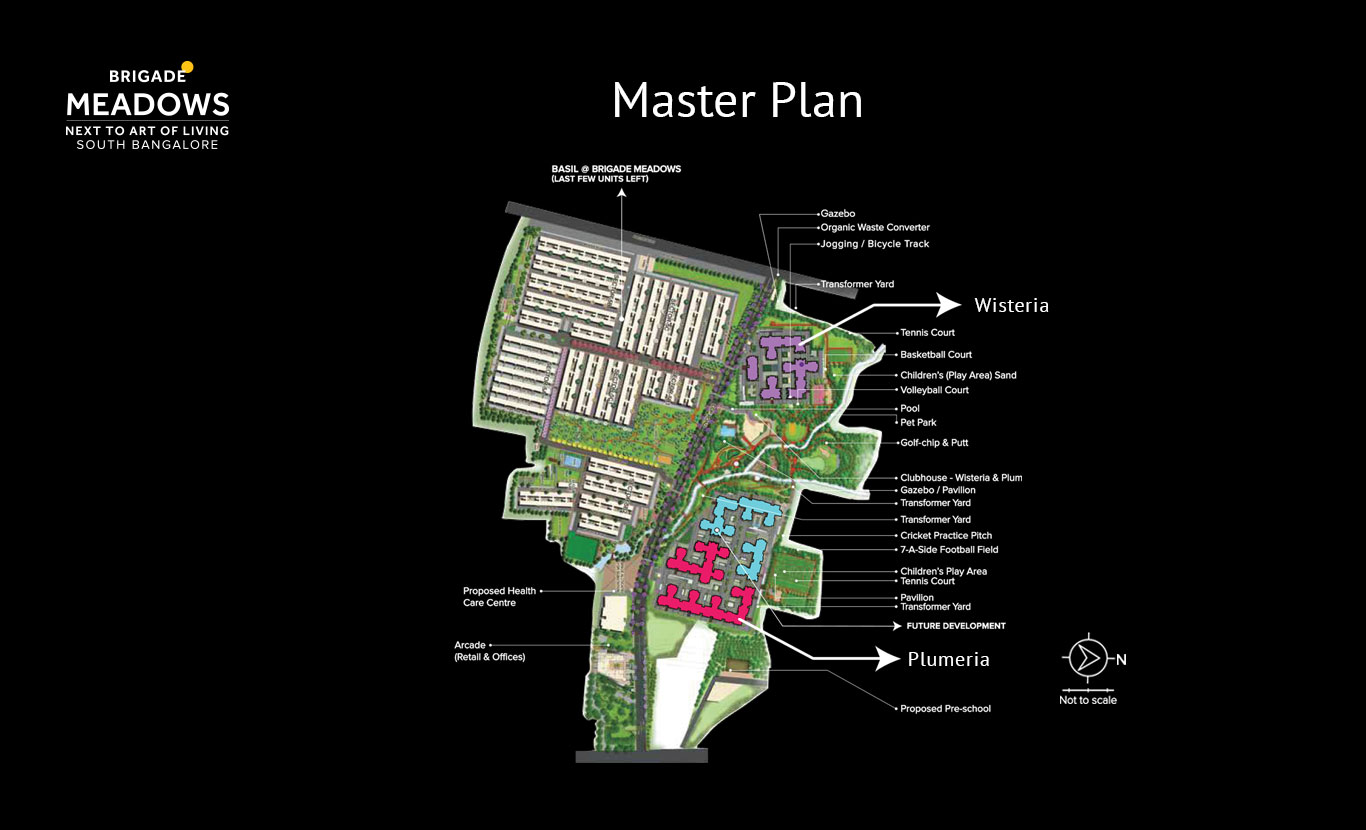 BRIGADE
MEADOWS
NEXT TO ART OF LIVING
SOUTH BANGALORE
Master Plan
BASIL @ BRIGADE MEADOWS
(LAST FEW UNITS LEFT)
Gazebo
Organic Waste Converter
Jogging / Bicycle Track
Transformer Yard
Wisteria
Tennis Court
Basketball Court
Children's (Play Area) Sand
Volleyball Court
Pool
Pet Park
Golf-chip & Putt
Clubhouse - Wisteria & Plum
Gazebo / Pavilion
Transformer Yard
Transformer Yard
Cricket Practice Pitch
7-A-Side Football Field
Children's Play Area
Tennis Court
Pavilion
Transformer Yard
FUTURE DEVELOPMENT
Plumeria
Proposed Pre-school
Proposed Health
Care Centre
Arcade
(Retail & Offices)
N
Not to scale